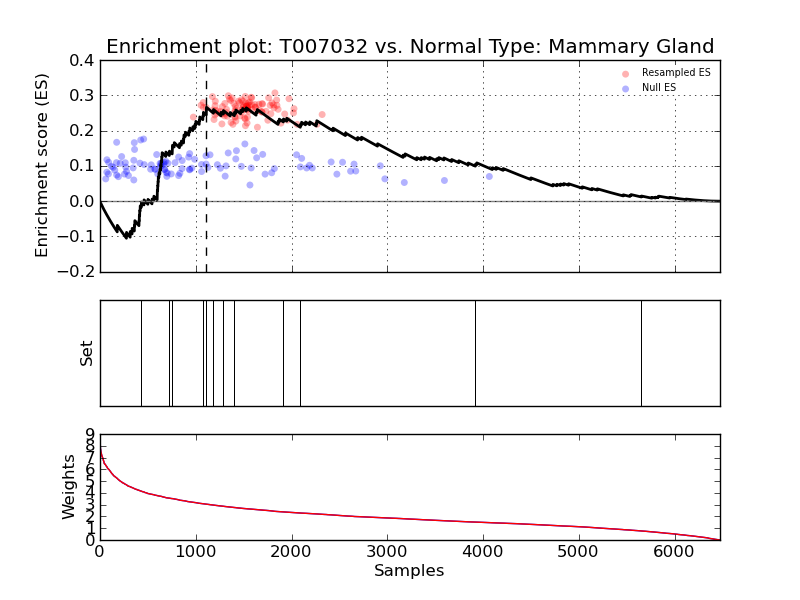 Enrichment plot: T007032 vs. Normal Type: Mammary Gland
0.4
0.3
0.2
0.1
0.0
−0.1
−0.2
Enrichment score (ES)
Resampled ES
Null ES
Set
9
8
7
6
5
4
3
2
1
0
Weights
0 1000 2000 3000 4000 5000 6000
Samples